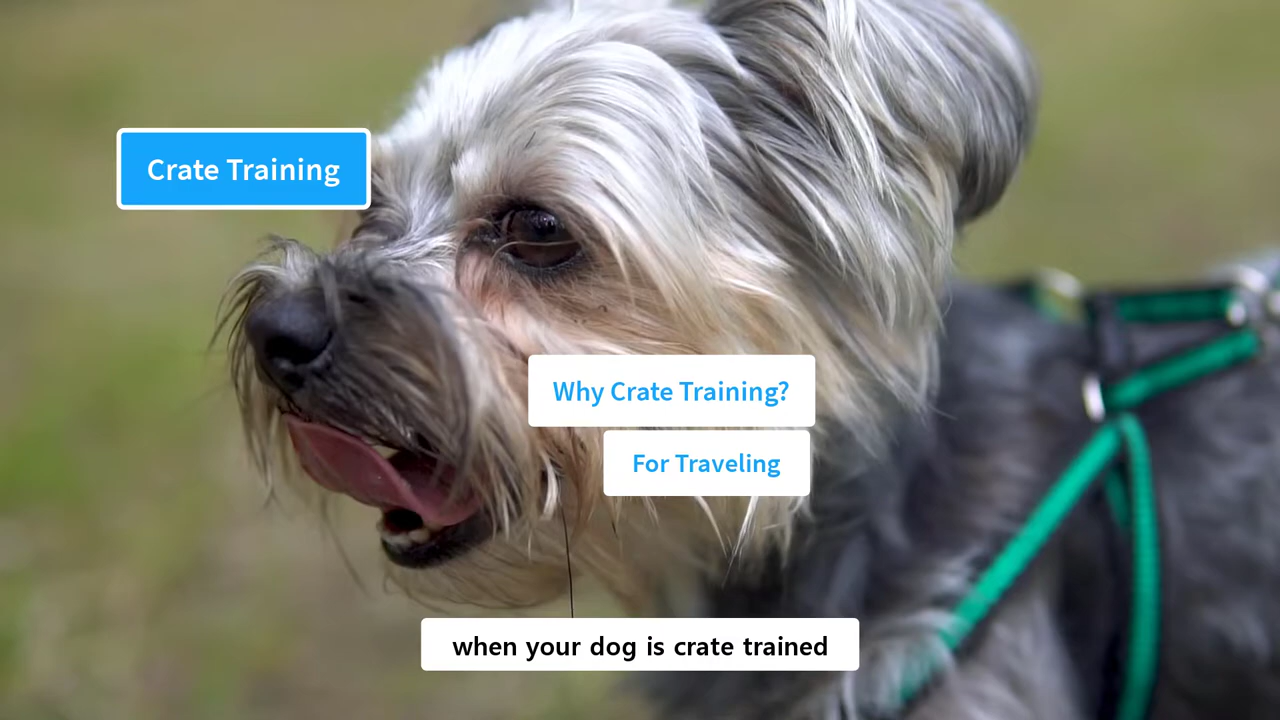 Crate Training
Why Crate Training?
For Traveling
when your dog is crate trained